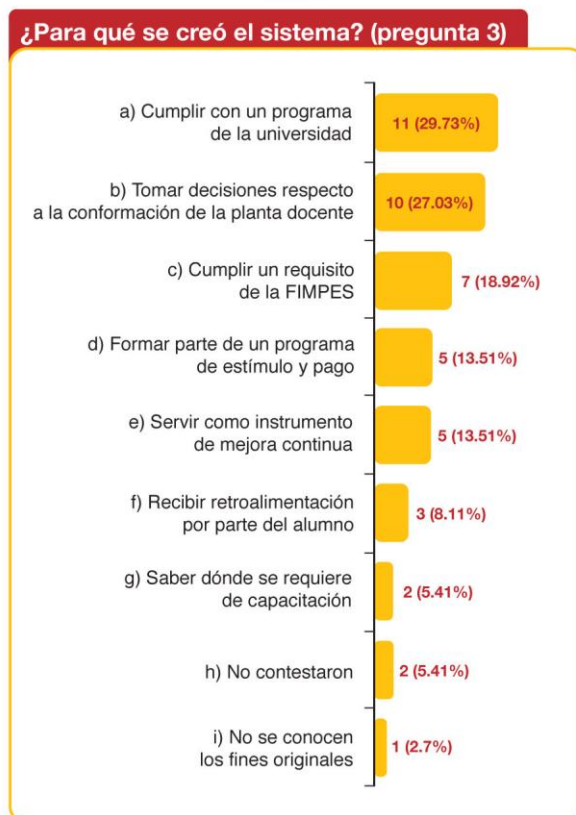 ¿Para qué se creó el sistema? (pregunta 3)
a) Cumplir con un programa
de la universidad
11 (29.73%)
b) Tomar decisiones respecto
a la conformación de la planta docente
10 (27.03%)
c) Cumplir un requisito
de la FIMPES
7 (18.92%)
d) Formar parte de un programa
de estímulo y pago
5 (13.51%)
e) Servir como instrumento
de mejora continua
5 (13.51%)
f) Recibir retroalimentación
por parte del alumno
3 (8.11%)
g) Saber dónde se requiere
de capacitación
2 (5.41%)
h) No contestaron
2 (5.41%)
i) No se conocen
los fines originales
1 (2.7%)